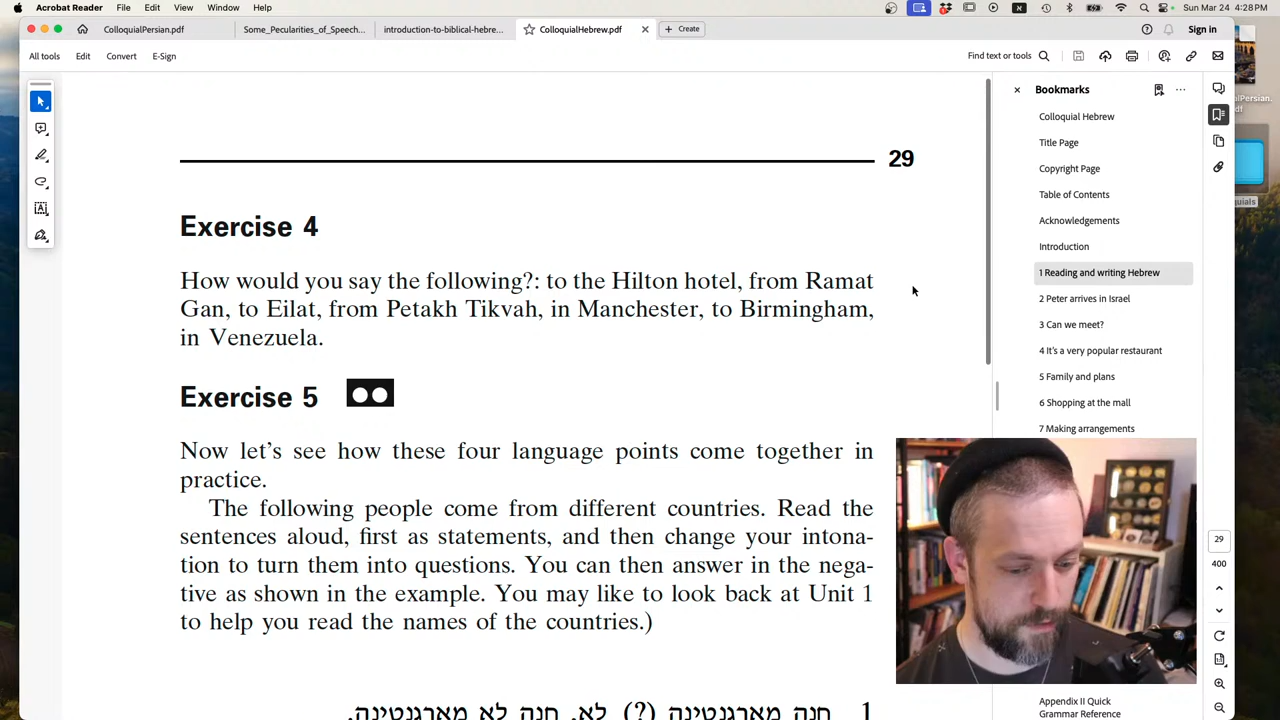 Acrobat Reader File Edit View Window Help
Sun Mar 24 4:28 PM
ColloquialPersian.pdf Some_Pecularities_of_Speech... introduction-to-biblical-hebre... ColloquialHebrew.pdf Create
Sign in
All tools Edit Convert E-Sign
Find text or tools
29
Exercise 4
How would you say the following?: to the Hilton hotel, from Ramat
Gan, to Eilat, from Petakh Tikvah, in Manchester, to Birmingham,
in Venezuela.
Exercise 5
Now let's see how these four language points come together in
practice.
The following people come from different countries. Read the
sentences aloud, first as statements, and then change your intona-
tion to turn them into questions. You can then answer in the nega-
tive as shown in the example. You may like to look back at Unit 1
to help you read the names of the countries.)
1 חנה מארגנטינה (?) לא, חנה לא מארגנטינה.
Bookmarks
Colloquial Hebrew
Title Page
Copyright Page
Table of Contents
Acknowledgements
Introduction
1 Reading and writing Hebrew
2 Peter arrives in Israel
3 Can we meet?
4 It's a very popular restaurant
5 Family and plans
6 Shopping at the mall
7 Making arrangements
Appendix II Quick
Grammar Reference
29
400